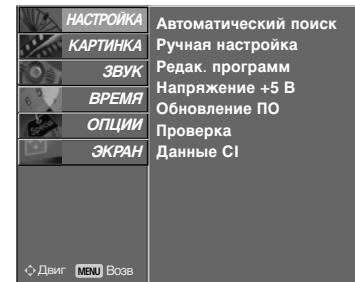 НАСТРОЙКА
КАРТИНКА
ЗВУК
ВРЕМЯ
ОПЦИИ
ЭКРАН
Автоматический поиск
Ручная настройка
Редак. программ
Напряжение +5 В
Обновление ПО
Проверка
Данные CI
Двиг MENU Возв